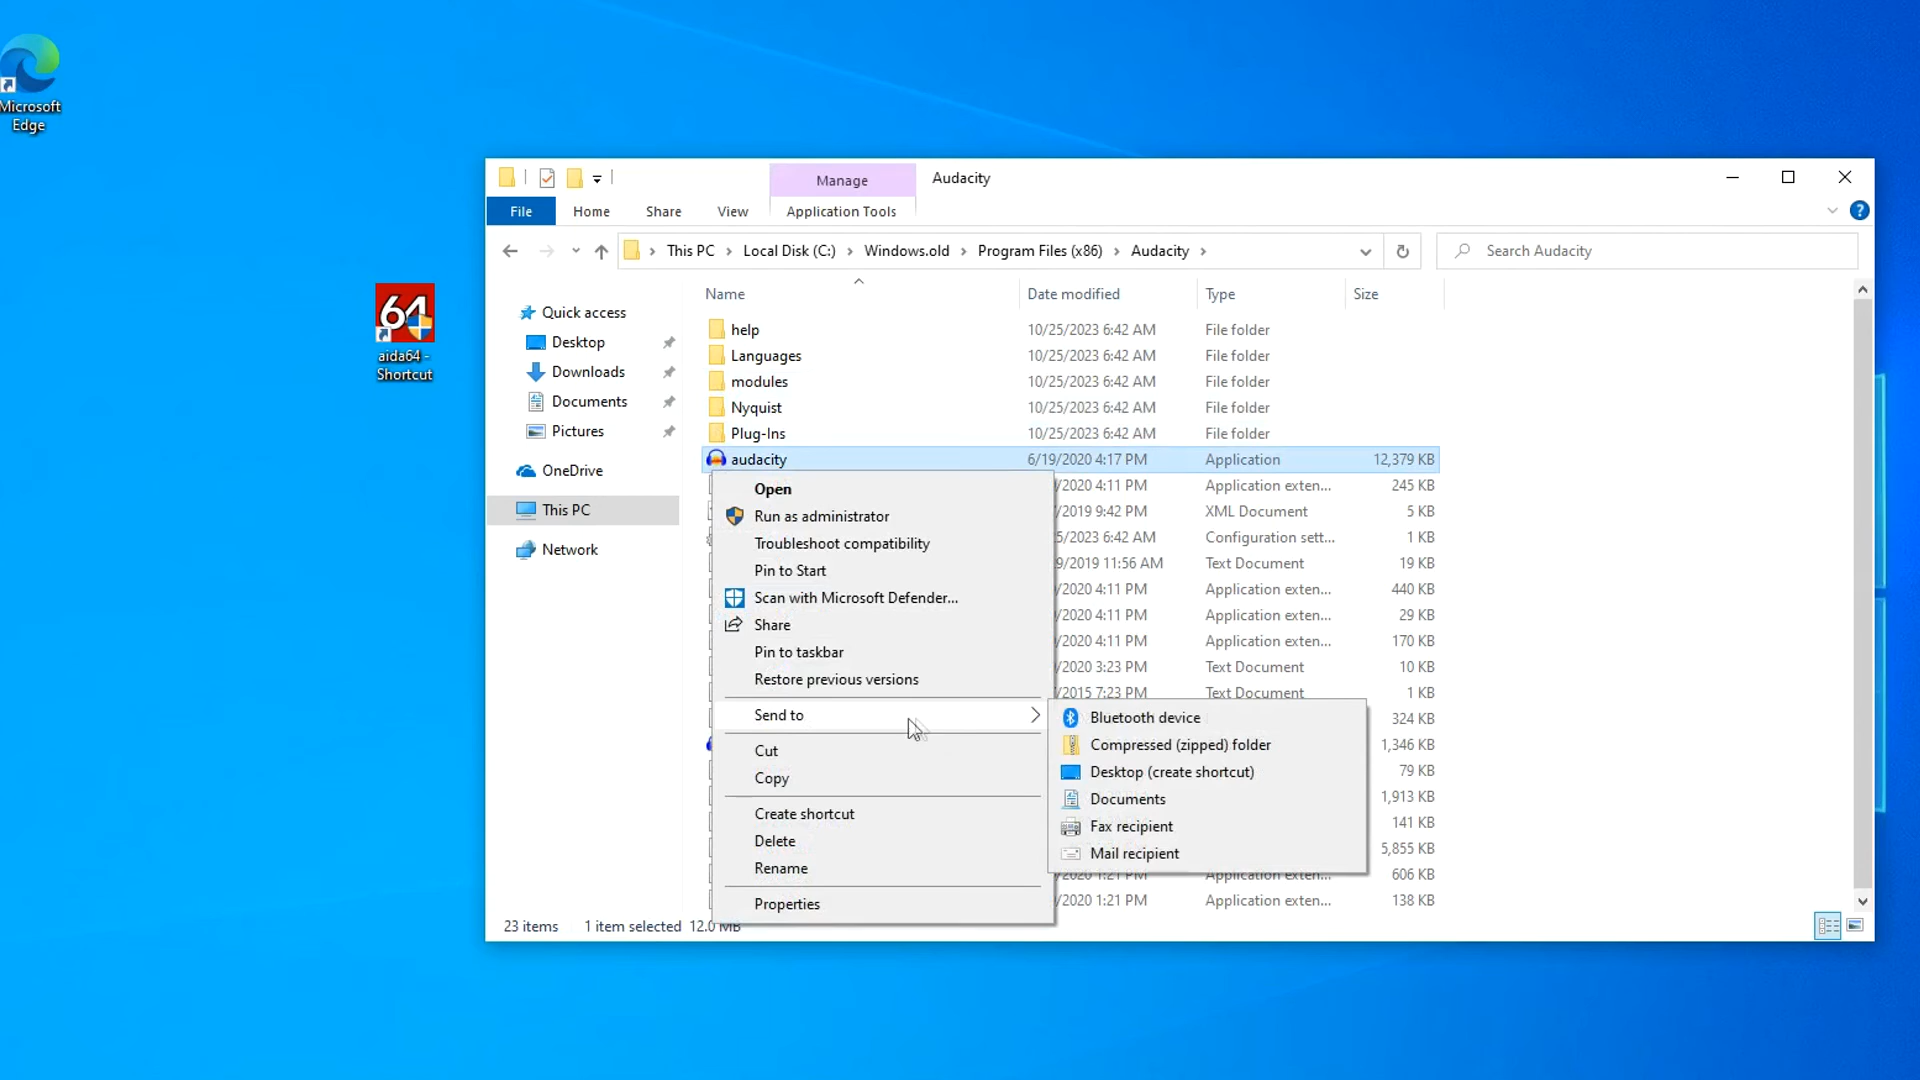 Microsoft
Edge
64
aida64 -
Shortcut
Manage
Audacity
File
Home
Share
View
Application Tools
This PC
Local Disk (C:)
Windows.old
Program Files (x86)
Audacity
Search Audacity
Name
Date modified
Type
Size
Quick access
Desktop
Downloads
Documents
Pictures
OneDrive
This PC
Network
help 10/25/2023 6:42 AM File folder
Languages 10/25/2023 6:42 AM File folder
modules 10/25/2023 6:42 AM File folder
Nyquist 10/25/2023 6:42 AM File folder
Plug-Ins 10/25/2023 6:42 AM File folder
audacity 6/19/2020 4:17 PM Application 12,379 KB
/2020 4:11 PM Application exten... 245 KB
/2019 9:42 PM XML Document 5 KB
5/2023 6:42 AM Configuration sett... 1 KB
9/2019 11:56 AM Text Document 19 KB
/2020 4:11 PM Application exten... 440 KB
/2020 4:11 PM Application exten... 29 KB
/2020 4:11 PM Application exten... 170 KB
/2020 3:23 PM Text Document 10 KB
/2015 7:23 PM Text Document 1 KB
324 KB
1,346 KB
79 KB
1,913 KB
141 KB
5,855 KB
/2020 1:21 PM Application exten... 606 KB
/2020 1:21 PM Application exten... 138 KB
Open
Run as administrator
Troubleshoot compatibility
Pin to Start
Scan with Microsoft Defender...
Share
Pin to taskbar
Restore previous versions
Send to
Cut
Copy
Create shortcut
Delete
Rename
Properties
Bluetooth device
Compressed (zipped) folder
Desktop (create shortcut)
Documents
Fax recipient
Mail recipient
23 items
1 item selected 12.0 MB